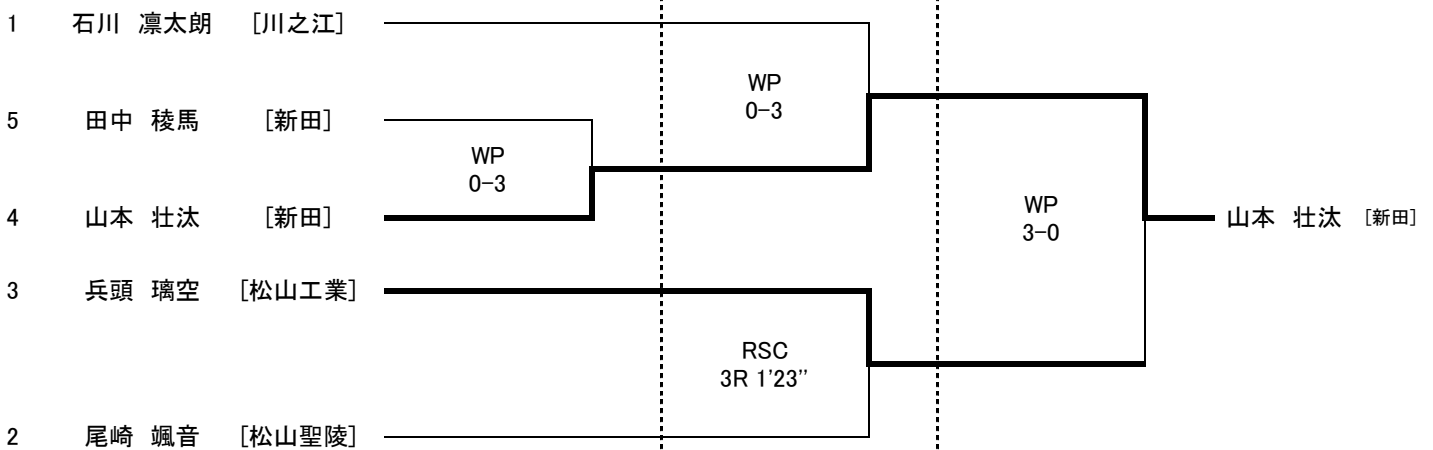 1 石川 凛太朗 [川之江]
WP
0-3
5 田中 稜馬 [新田]
WP
0-3
4 山本 壮汰 [新田]
WP
3-0
山本 壮汰 [新田]
3 兵頭 璃空 [松山工業]
RSC
3R 1'23''
2 尾崎 颯音 [松山聖陵]